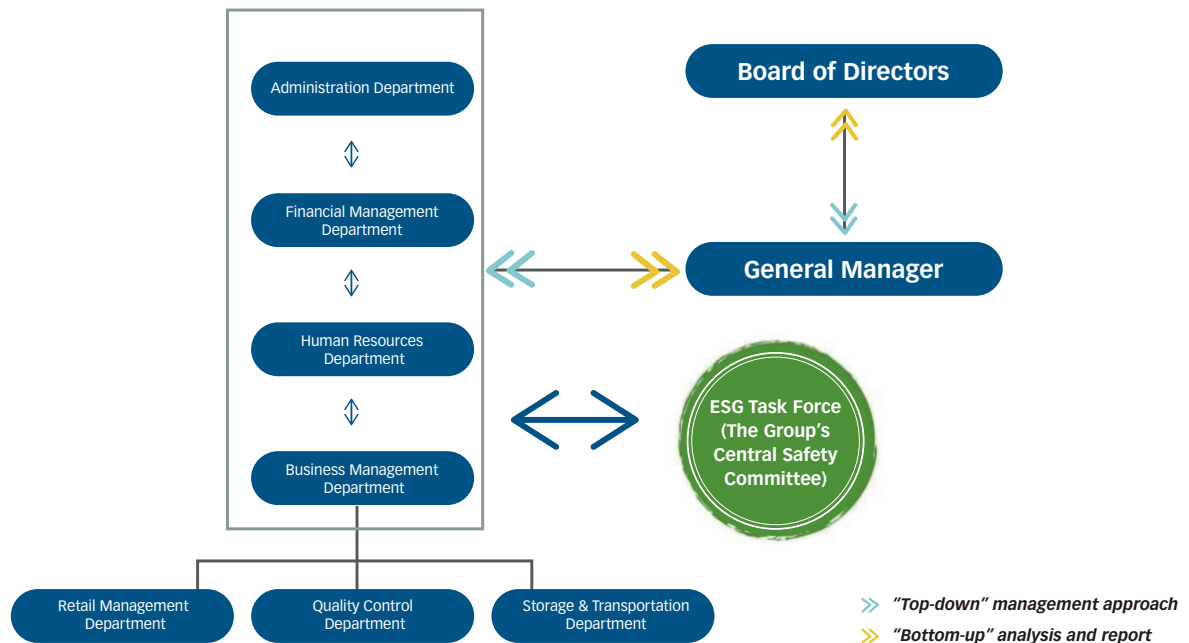 Administration Department
Financial Management
Department
Human Resources
Department
Business Management
Department
Retail Management
Department
Quality Control
Department
Storage & Transportation
Department
Board of Directors
General Manager
ESG Task Force
(The Group's
Central Safety
Committee)
"Top-down" management approach
"Bottom-up" analysis and report